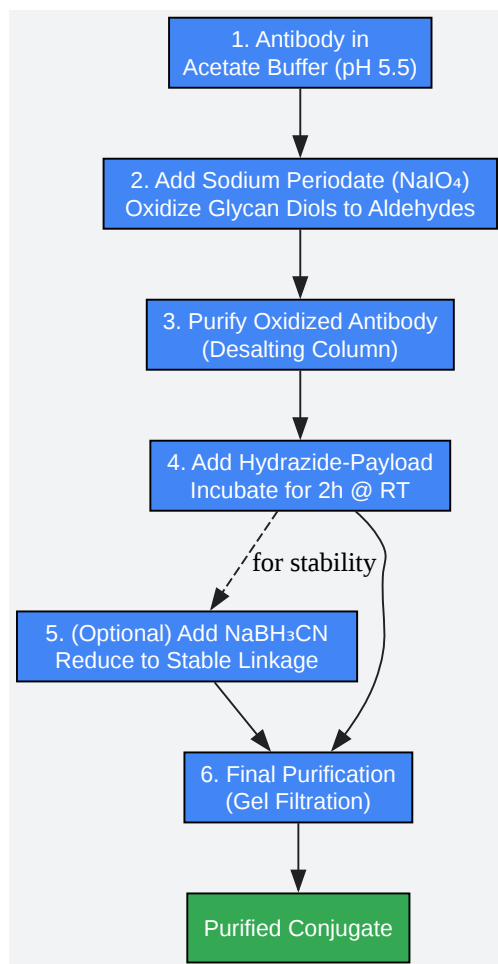 1. Antibody in
Acetate Buffer (pH 5.5)
2. Add Sodium Periodate (NaIO₄)
Oxidize Glycan Diols to Aldehydes
3. Purify Oxidized Antibody
(Desalting Column)
4. Add Hydrazide-Payload
Incubate for 2h @ RT
for stability
5. (Optional) Add NaBH₃CN
Reduce to Stable Linkage
6. Final Purification
(Gel Filtration)
Purified Conjugate